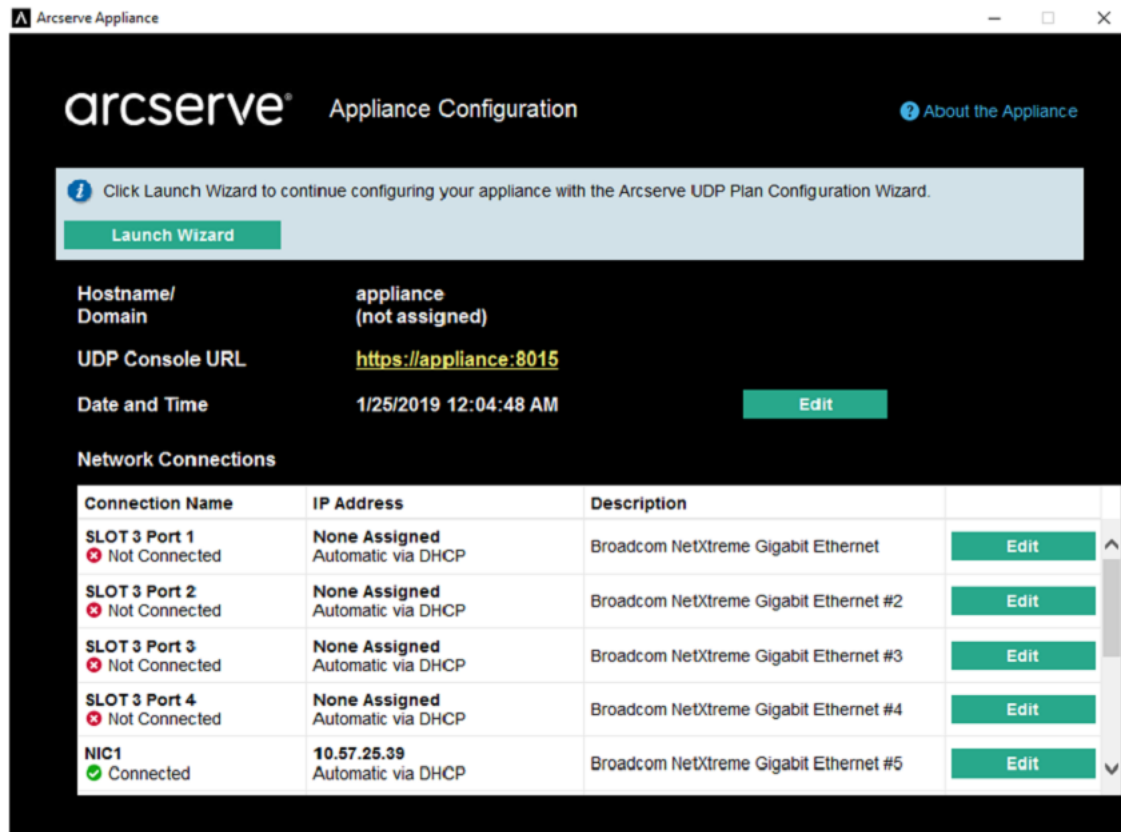 Arcserve Appliance
arcserve® Appliance Configuration
About the Appliance
Click Launch Wizard to continue configuring your appliance with the Arcserve UDP Plan Configuration Wizard.
Launch Wizard
Hostname/ appliance
Domain (not assigned)
UDP Console URL https://appliance:8015
Date and Time 1/25/2019 12:04:48 AM Edit
Network Connections
Connection Name IP Address Description
SLOT 3 Port 1 None Assigned
Not Connected Automatic via DHCP Broadcom NetXtreme Gigabit Ethernet Edit
SLOT 3 Port 2 None Assigned
Not Connected Automatic via DHCP Broadcom NetXtreme Gigabit Ethernet #2 Edit
SLOT 3 Port 3 None Assigned
Not Connected Automatic via DHCP Broadcom NetXtreme Gigabit Ethernet #3 Edit
SLOT 3 Port 4 None Assigned
Not Connected Automatic via DHCP Broadcom NetXtreme Gigabit Ethernet #4 Edit
NIC1 10.57.25.39
Connected Automatic via DHCP Broadcom NetXtreme Gigabit Ethernet #5 Edit